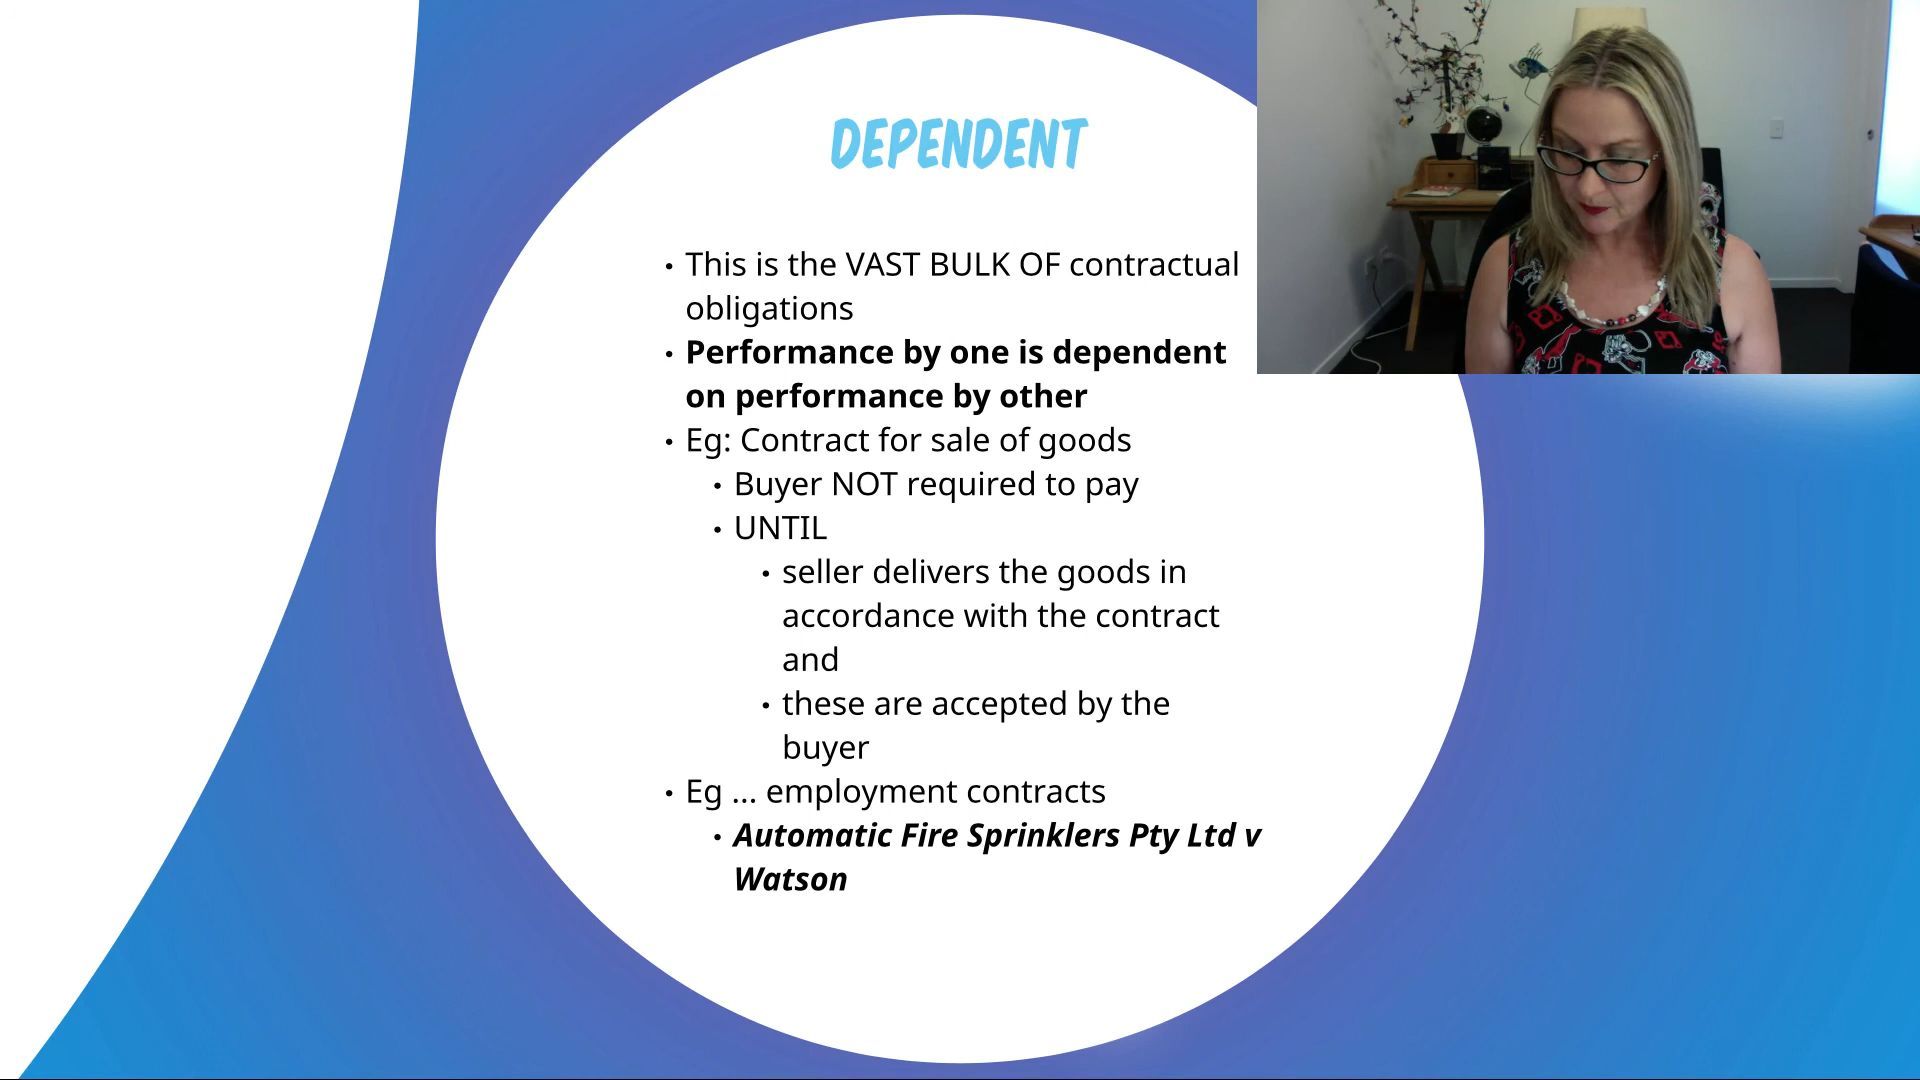 DEPENDENT
• This is the VAST BULK OF contractual
obligations
• Performance by one is dependent
on performance by other
• Eg: Contract for sale of goods
• Buyer NOT required to pay
• UNTIL
• seller delivers the goods in
accordance with the contract
and
• these are accepted by the
buyer
• Eg ... employment contracts
• Automatic Fire Sprinklers Pty Ltd v
Watson